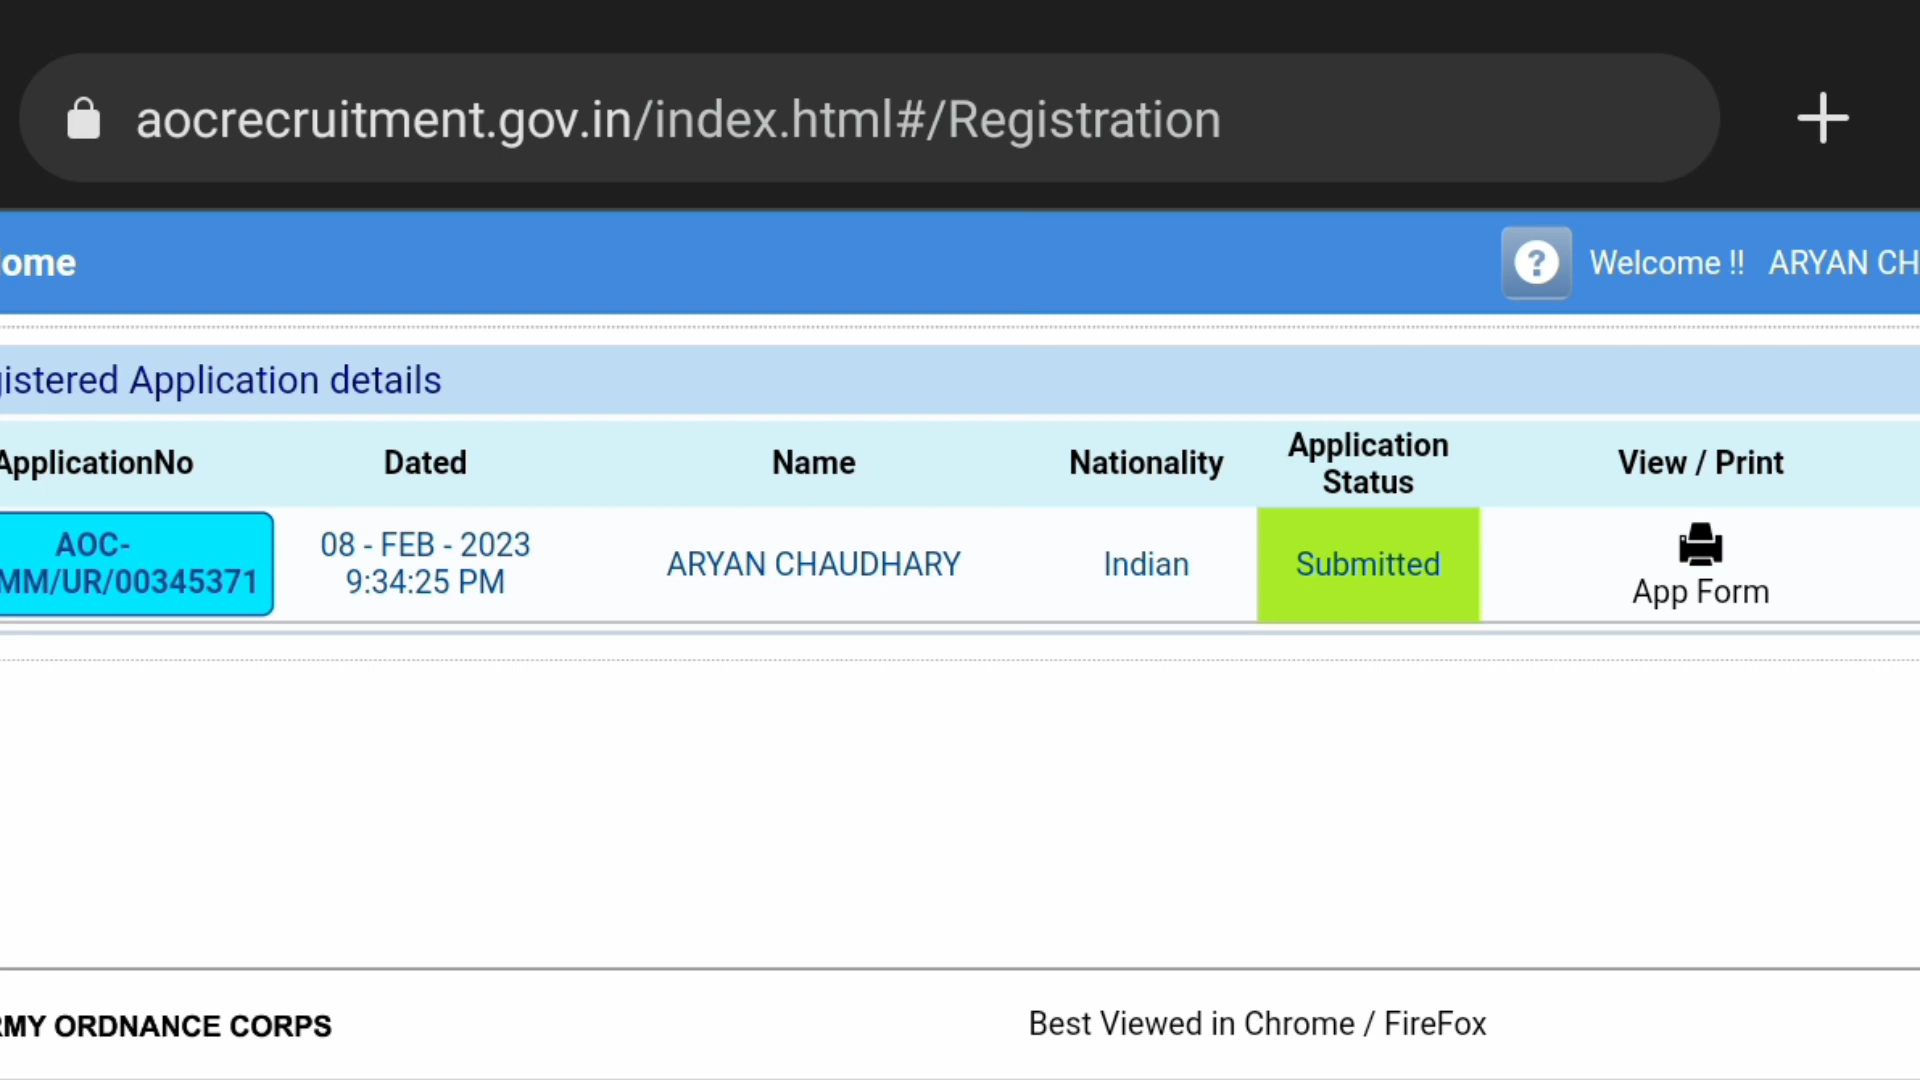 aocrecruitment.gov.in/index.html#/Registration
ome
Welcome !! ARYAN CH
istered Application details
ApplicationNo Dated Name Nationality Application Status View / Print
AOC-
MM/UR/00345371
08 - FEB - 2023
9:34:25 PM
ARYAN CHAUDHARY
Indian
Submitted
App Form
RMY ORDNANCE CORPS
Best Viewed in Chrome / FireFox